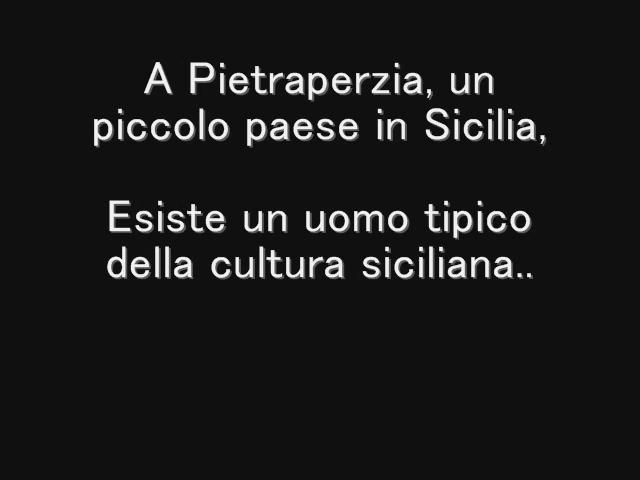 A Pietraperzia, un
piccolo paese in Sicilia,
Esiste un uomo tipico
della cultura siciliana..